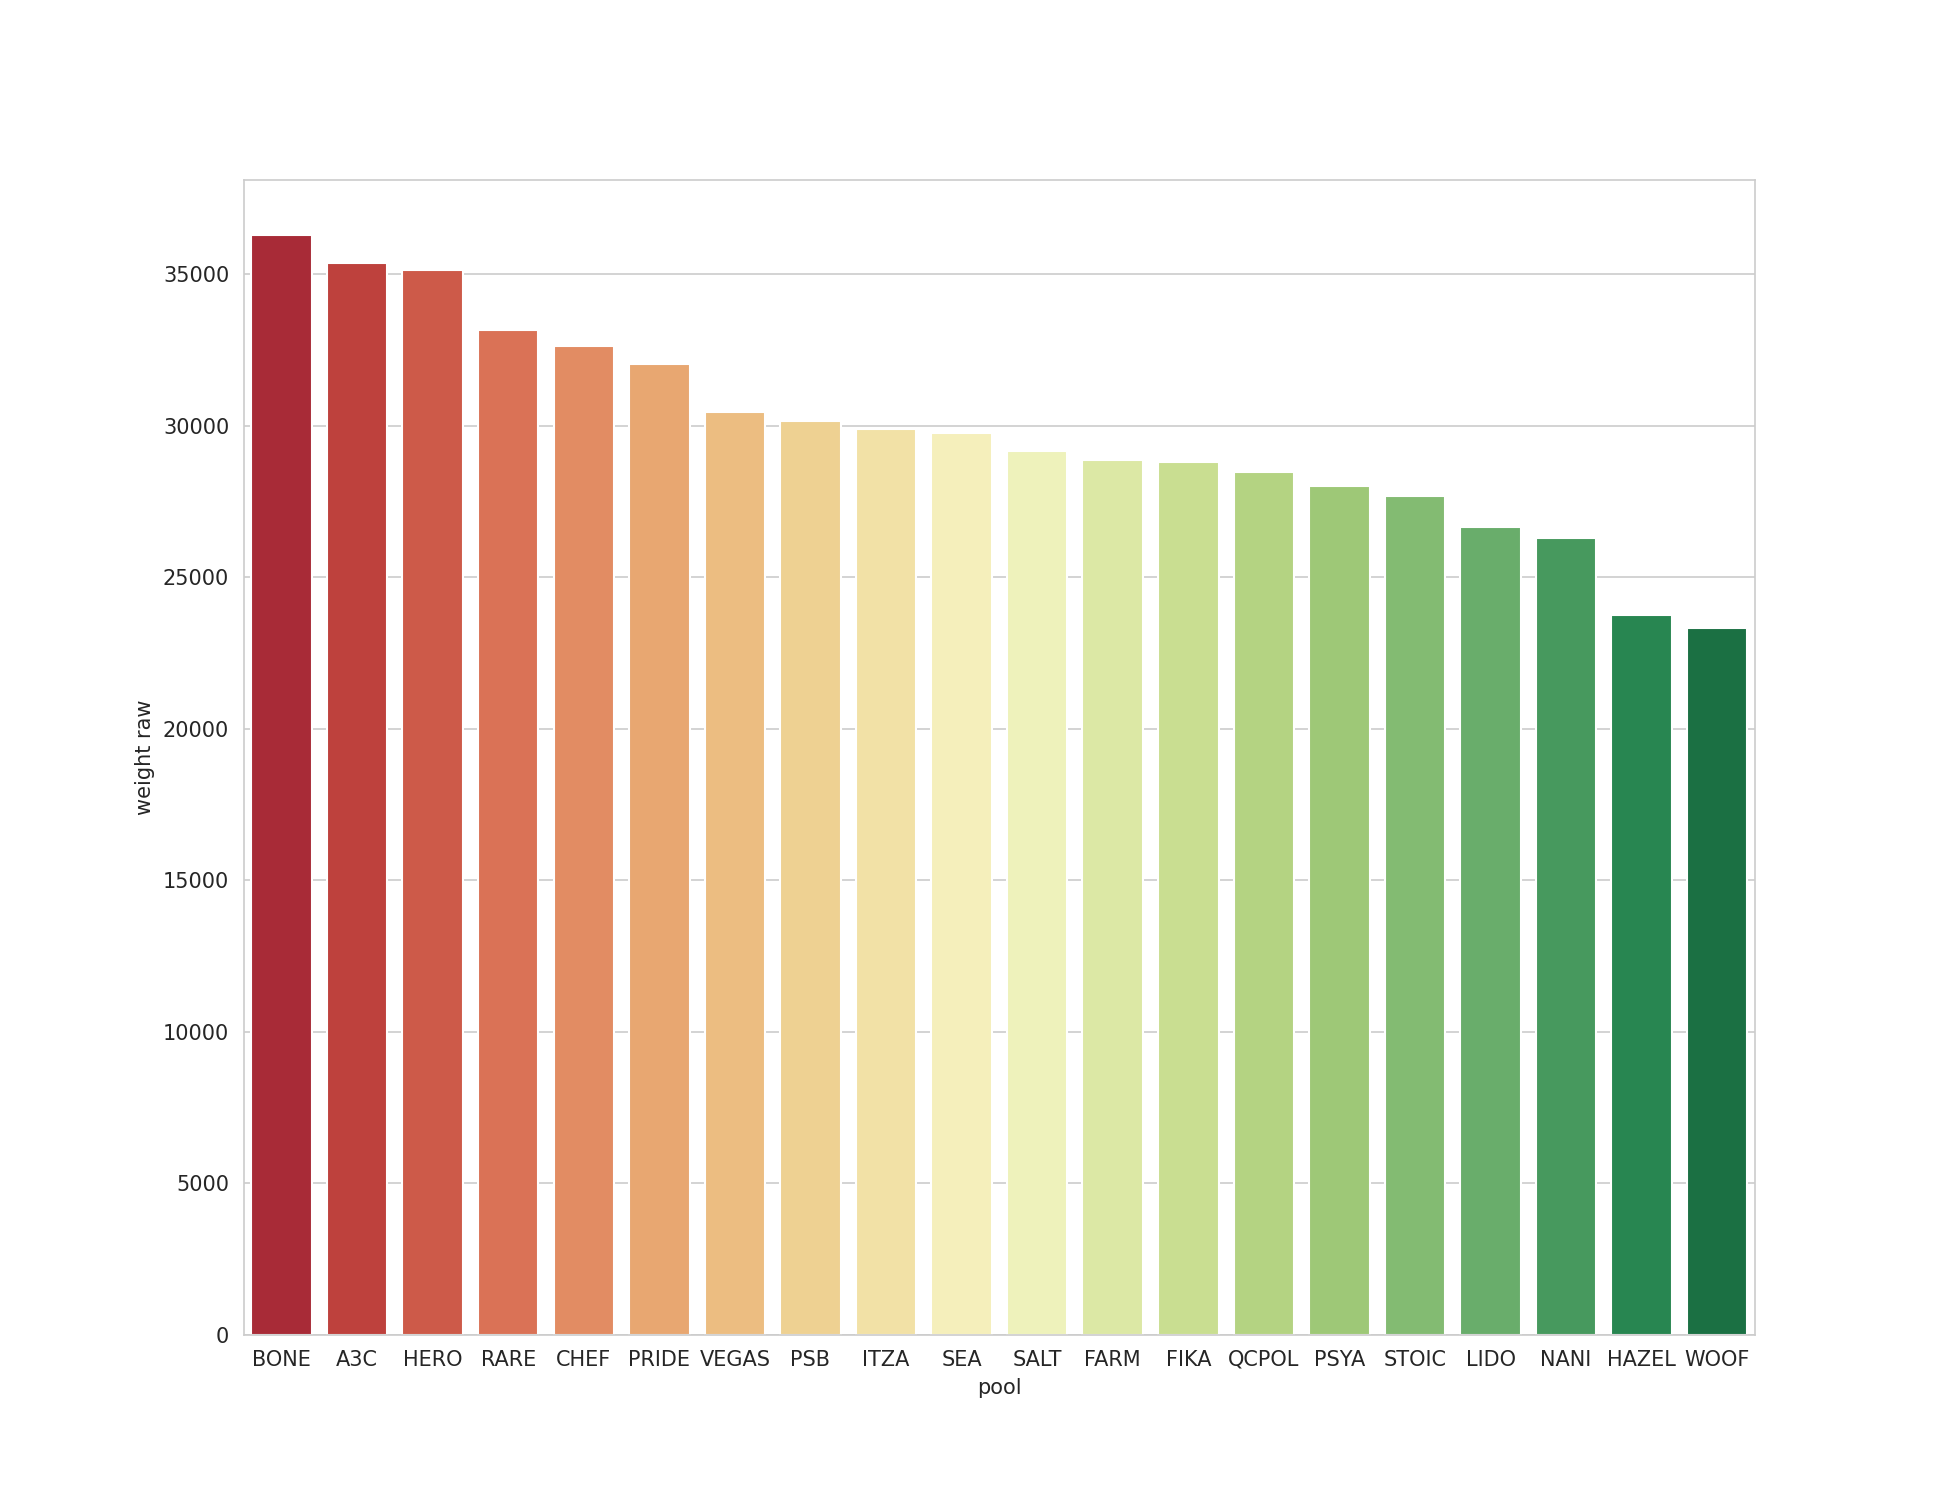 35000
30000
25000
20000
15000
10000
5000
0
weight raw
BONE A3C HERO RARE CHEF PRIDE VEGAS PSB ITZA SEA SALT FARM FIKA QCPOL PSYA STOIC LIDO NANI HAZEL WOOF
pool